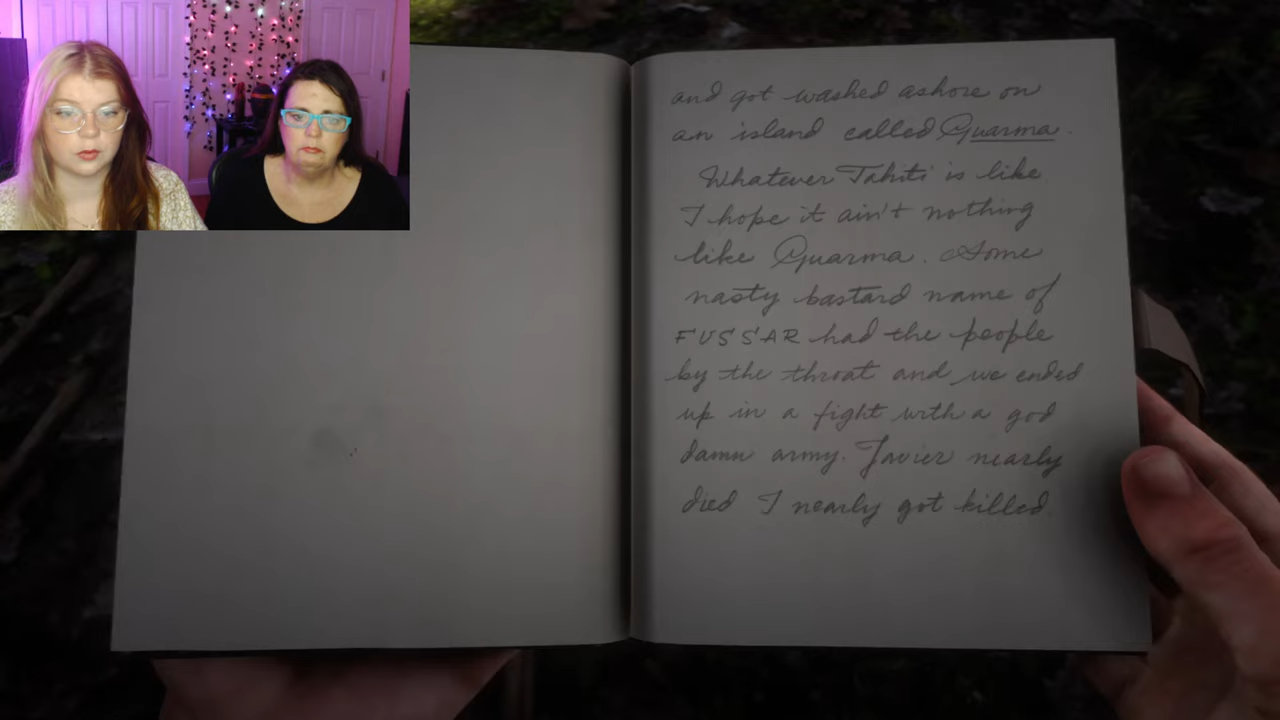 and got washed ashore on
an island called Guarma.
Whatever Tahiti is like
I hope it ain't nothing
like Guarma. Some
nasty bastard name of
FUSSAR had the people
by the throat and we ended
up in a fight with a god
damn army. Javier nearly
died I nearly got killed.